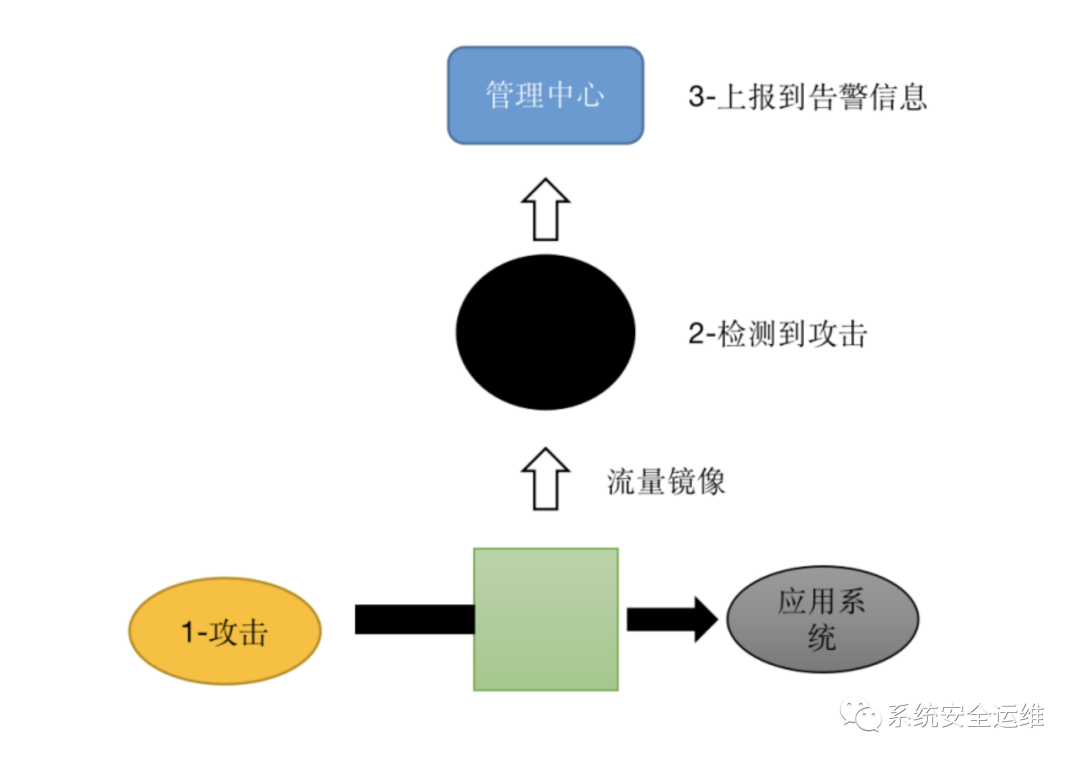 管理中心
3-上报到告警信息
2-检测到攻击
流量镜像
1-攻击
应用系
统
系统安全运维